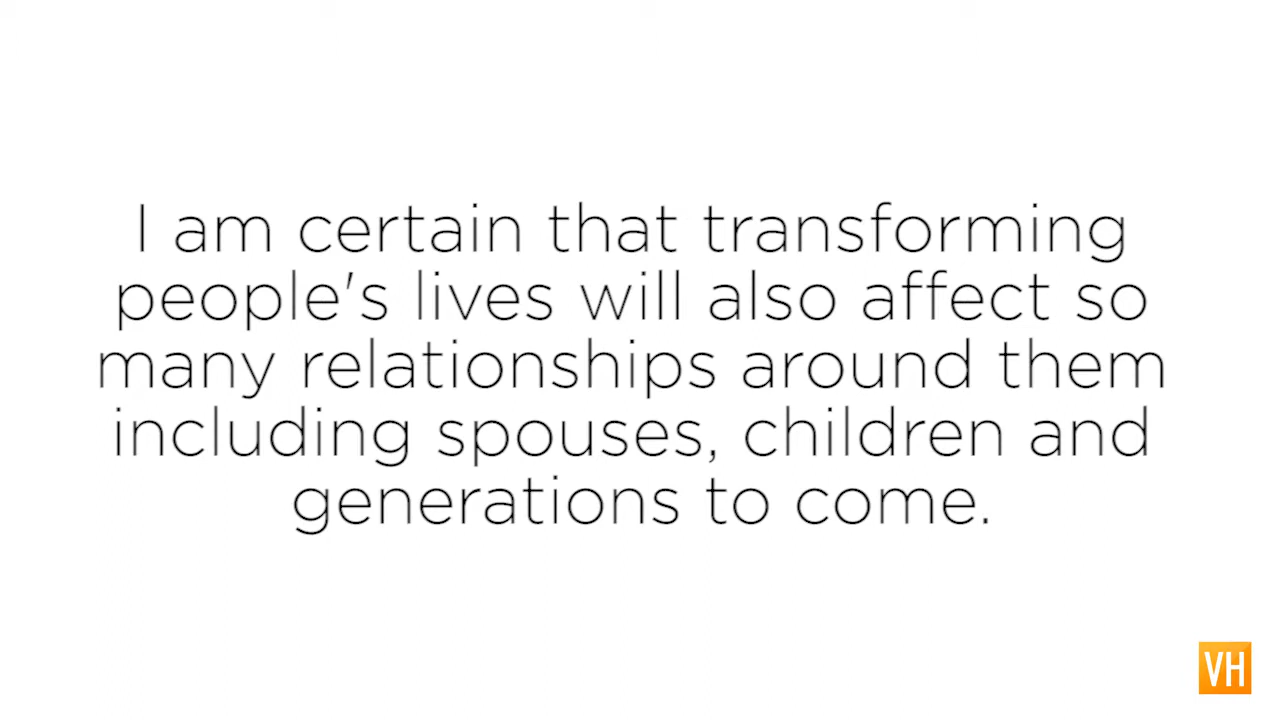 I am certain that transforming
people's lives will also affect so
many relationships around them
including spouses, children and
generations to come.
VH